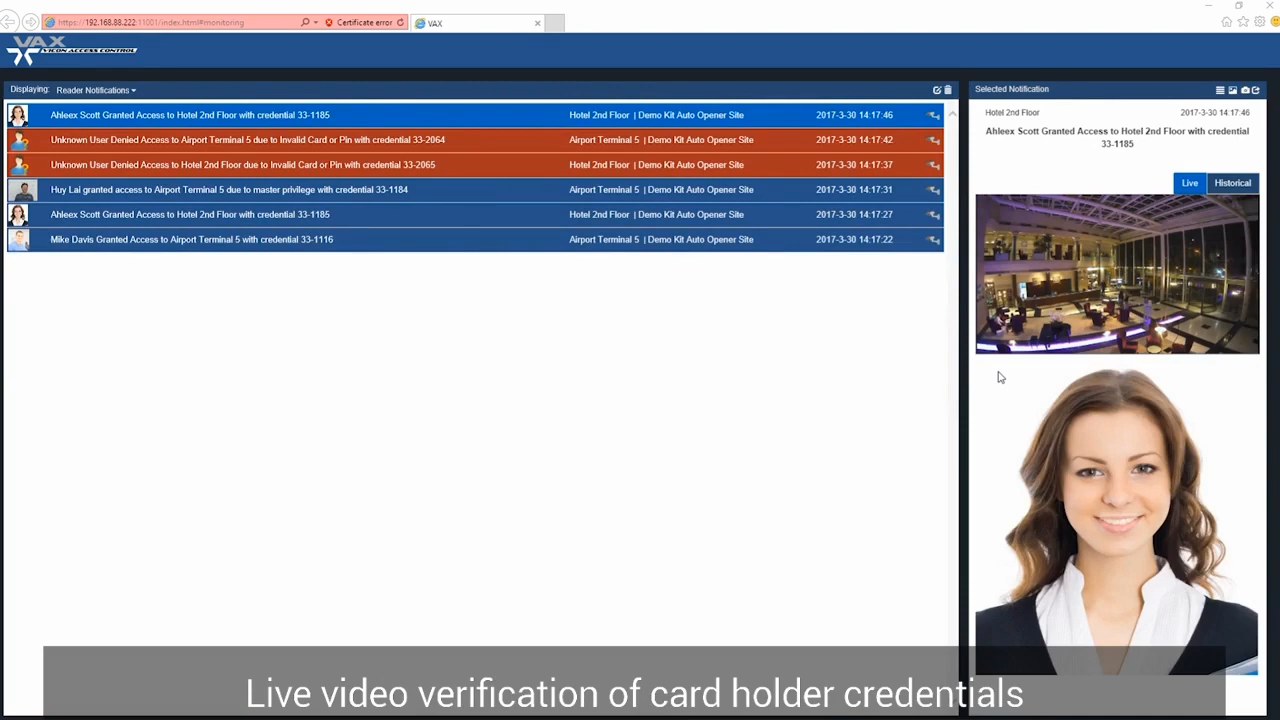 https://192.168.88.222:11001/index.html#monitoring
Certificate error
VAX
VAX
VICON ACCESS CONTROL
Displaying: Reader Notifications
Ahleex Scott Granted Access to Hotel 2nd Floor with credential 33-1185 Hotel 2nd Floor | Demo Kit Auto Opener Site 2017-3-30 14:17:46
Unknown User Denied Access to Airport Terminal 5 due to Invalid Card or Pin with credential 33-2064 Airport Terminal 5 | Demo Kit Auto Opener Site 2017-3-30 14:17:42
Unknown User Denied Access to Hotel 2nd Floor due to Invalid Card or Pin with credential 33-2065 Hotel 2nd Floor | Demo Kit Auto Opener Site 2017-3-30 14:17:37
Huy Lai granted access to Airport Terminal 5 due to master privilege with credential 33-1184 Airport Terminal 5 | Demo Kit Auto Opener Site 2017-3-30 14:17:31
Ahleex Scott Granted Access to Hotel 2nd Floor with credential 33-1185 Hotel 2nd Floor | Demo Kit Auto Opener Site 2017-3-30 14:17:27
Mike Davis Granted Access to Airport Terminal 5 with credential 33-1116 Airport Terminal 5 | Demo Kit Auto Opener Site 2017-3-30 14:17:22
Selected Notification
Hotel 2nd Floor 2017-3-30 14:17:46
Ahleex Scott Granted Access to Hotel 2nd Floor with credential
33-1185
Live Historical
Live video verification of card holder credentials